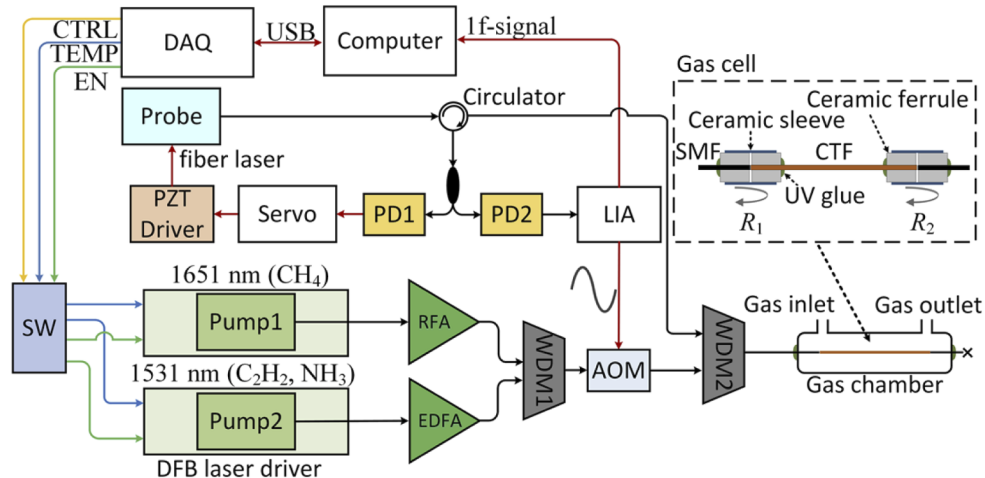 CTRL
TEMP
EN
DAQ
USB
Computer
1f-signal
Gas cell
Ceramic ferrule
Ceramic sleeve
SMF
CTF
UV glue
R₁
R₂
Probe
Circulator
fiber laser
PZT
Driver
Servo
PD1
PD2
LIA
SW
1651 nm (CH₄)
Pump1
RFA
1531 nm (C₂H₂, NH₃)
Pump2
EDFA
DFB laser driver
WDM1
AOM
WDM2
Gas inlet
Gas outlet
Gas chamber